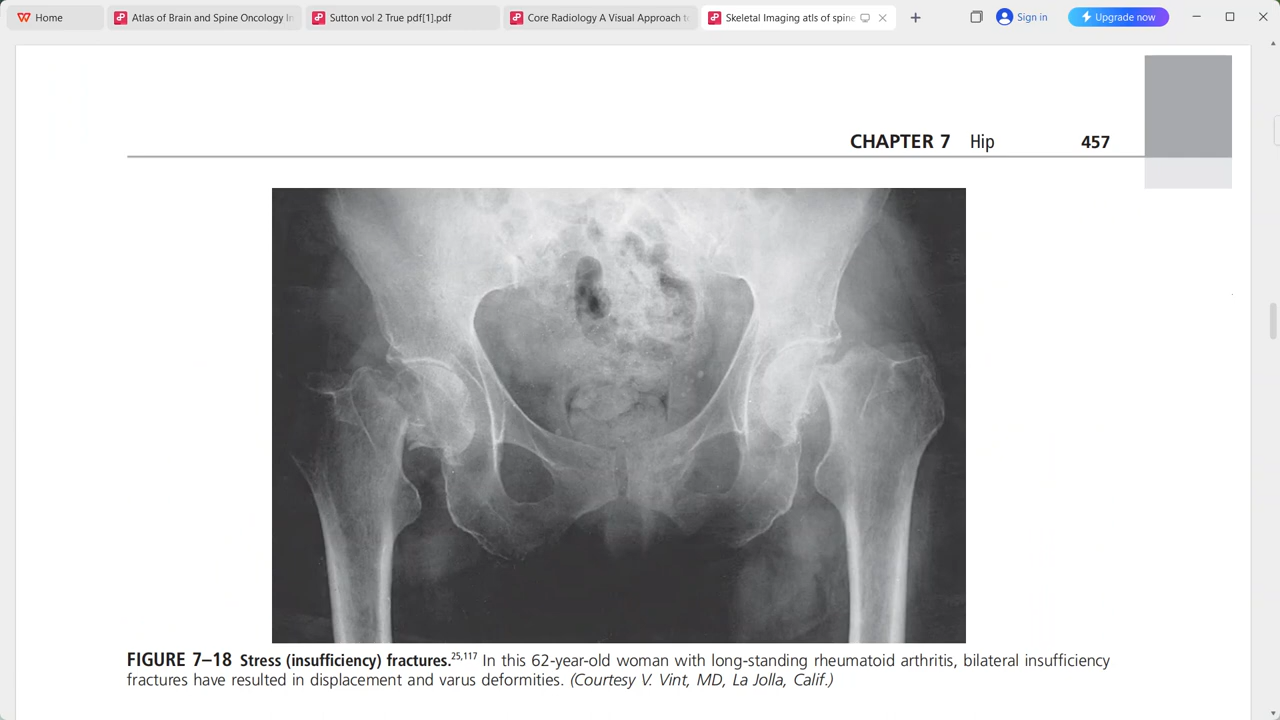 Home
Atlas of Brain and Spine Oncology I
Sutton vol 2 True pdf[1].pdf
Core Radiology A Visual Approach to
Skeletal Imaging atls of spine
Sign in
Upgrade now
CHAPTER 7 Hip 457
FIGURE 7–18 Stress (insufficiency) fractures.25,117 In this 62-year-old woman with long-standing rheumatoid arthritis, bilateral insufficiency
fractures have resulted in displacement and varus deformities. (Courtesy V. Vint, MD, La Jolla, Calif.)